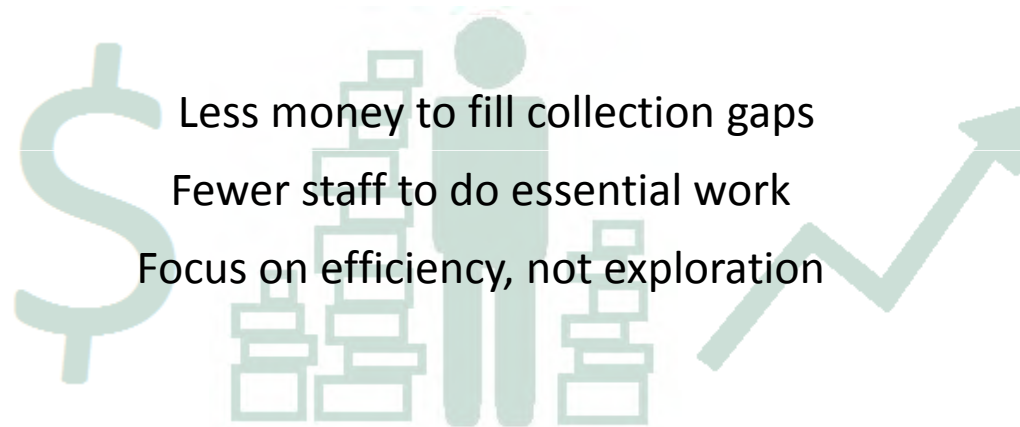 Less money to fill collection gaps
Fewer staff to do essential work
Focus on efficiency, not exploration